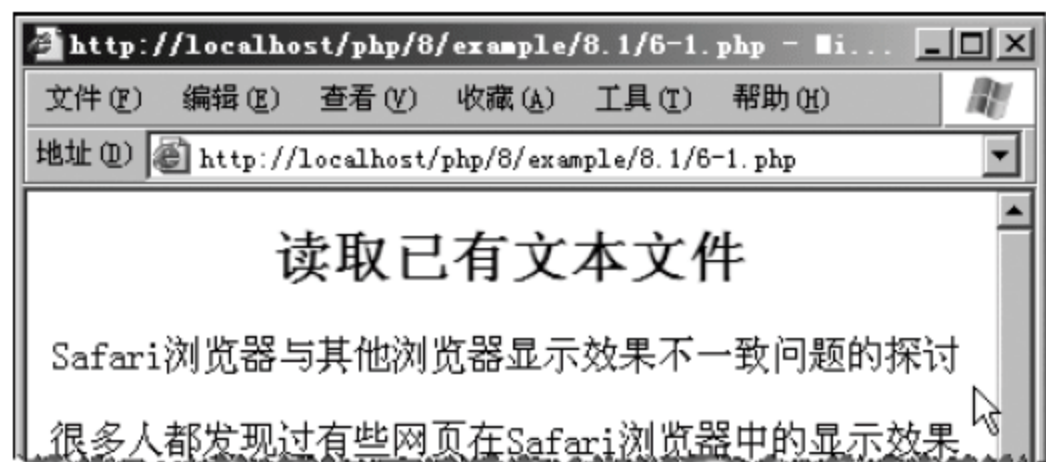 http://localhost/php/8/example/8.1/6-1.php - Mi...
文件(F) 编辑(E) 查看(V) 收藏(A) 工具(T) 帮助(H)
地址(D) http://localhost/php/8/example/8.1/6-1.php
读取已有文本文件
Safari浏览器与其他浏览器显示效果不一致问题的探讨
很多人都发现过有些网页在Safari浏览器中的显示效果